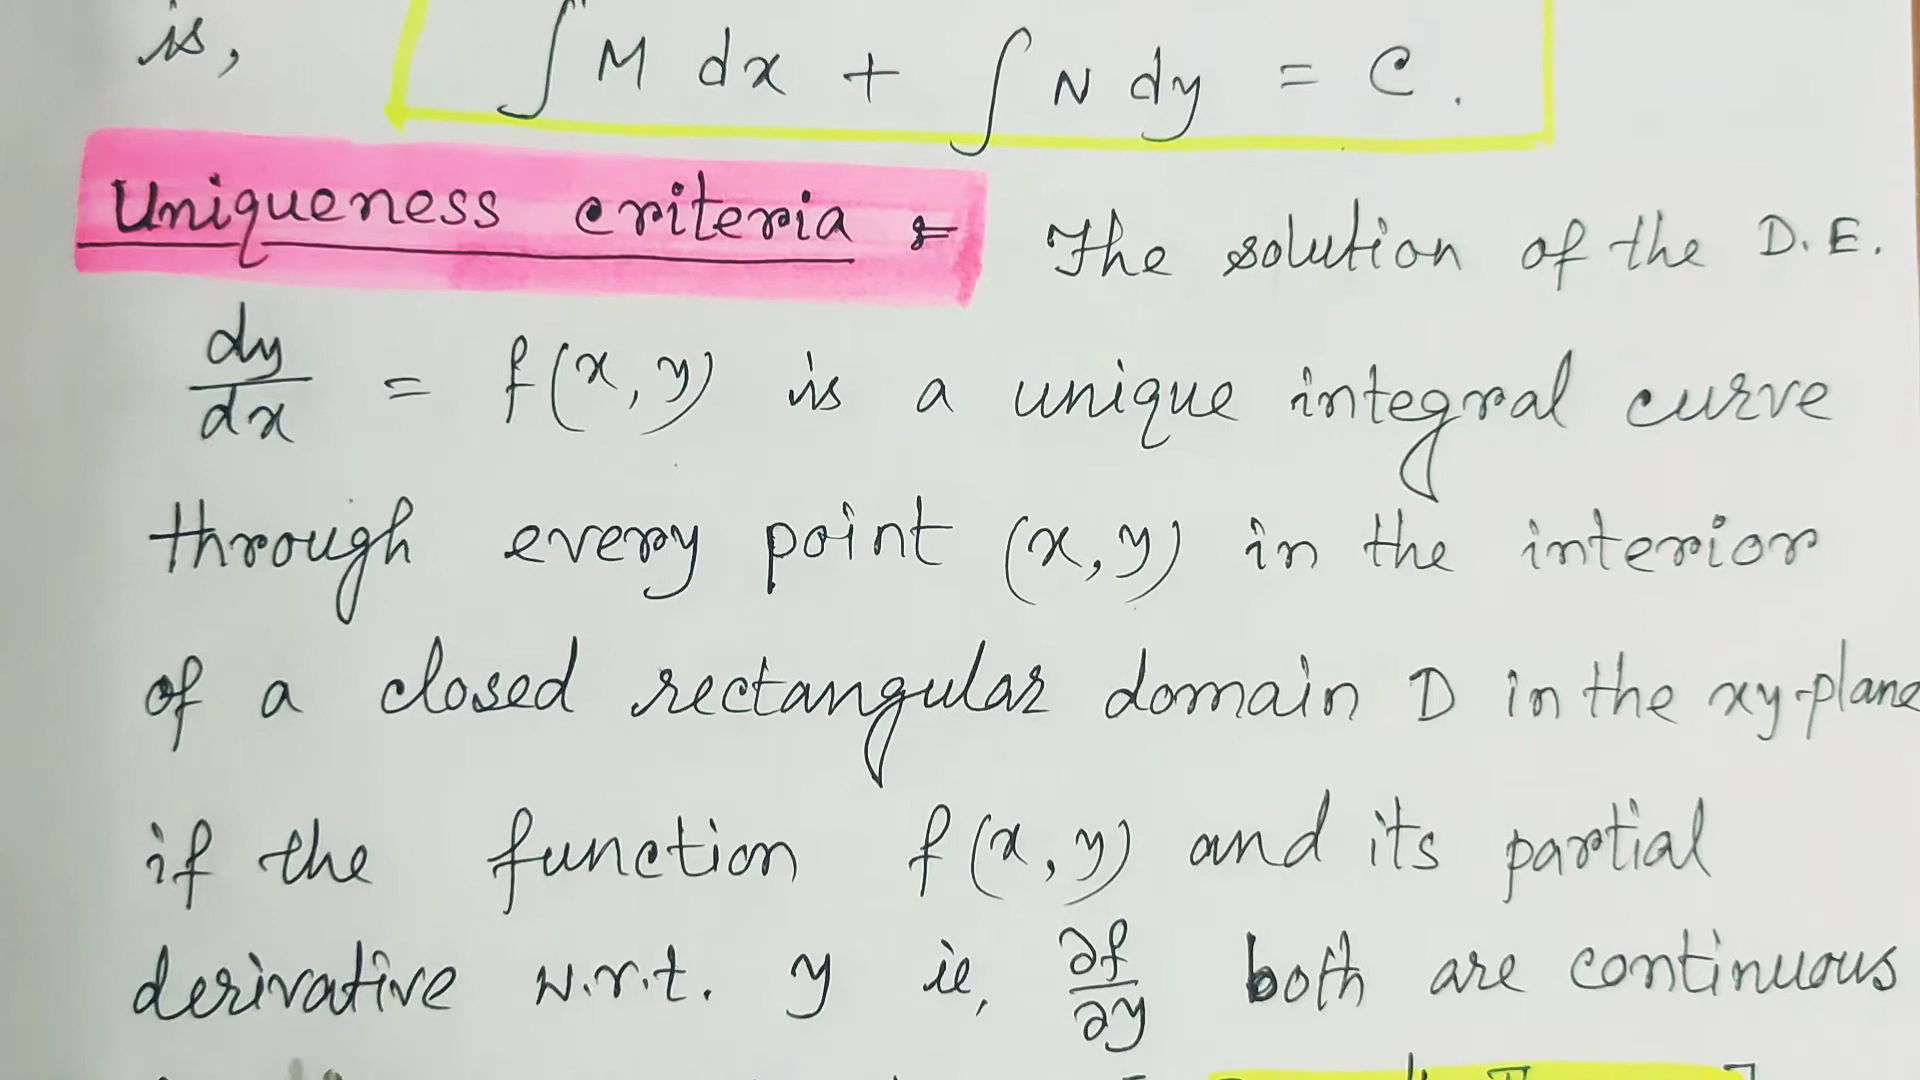 is, ∫ M dx + ∫ N dy = C.
Uniqueness criteria :- The solution of the D.E.
dy/dx = f(x,y) is a unique integral curve
through every point (x,y) in the interior
of a closed rectangular domain D in the xy-plane
if the function f(x,y) and its partial
derivative w.r.t. y ie, ∂f/∂y both are continuous